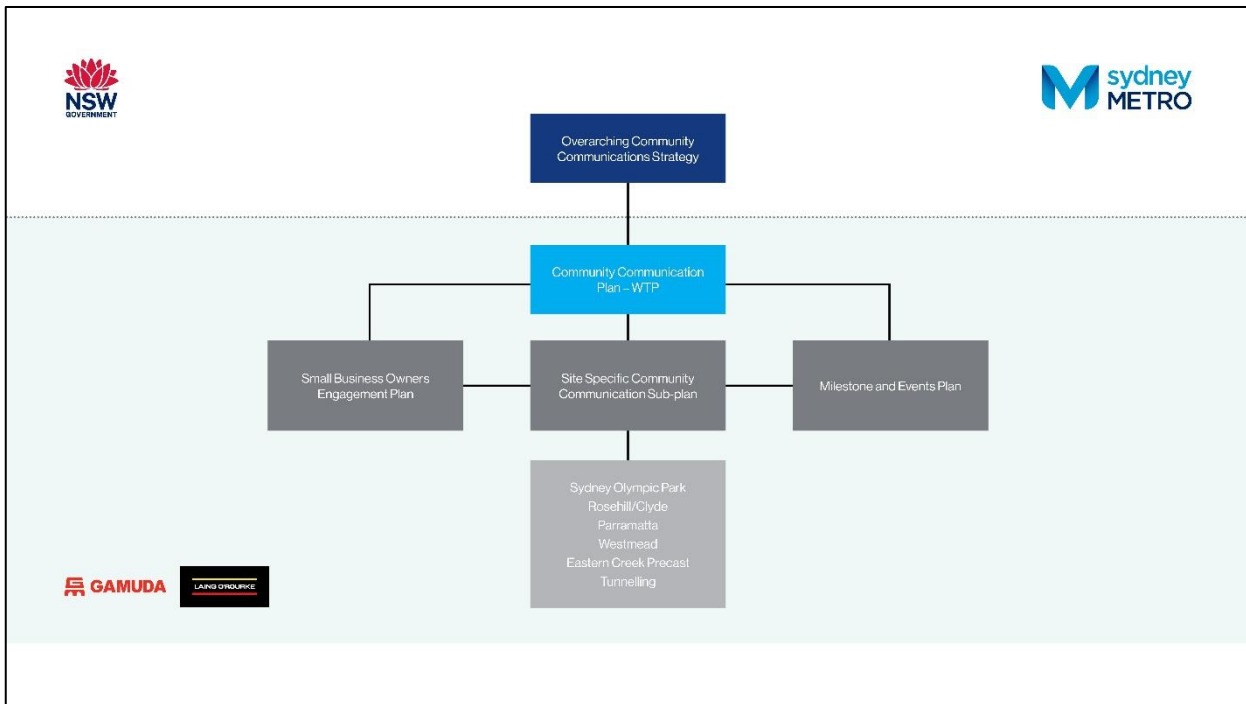 NSW
GOVERNMENT
sydney
METRO
Overarching Community
Communications Strategy
Community Communication
Plan – WTP
Small Business Owners
Engagement Plan
Site Specific Community
Communication Sub-plan
Milestone and Events Plan
Sydney Olympic Park
Rosehill/Clyde
Parramatta
Westmead
Eastern Creek Precast
Tunnelling
GAMUDA
LAING O'ROURKE